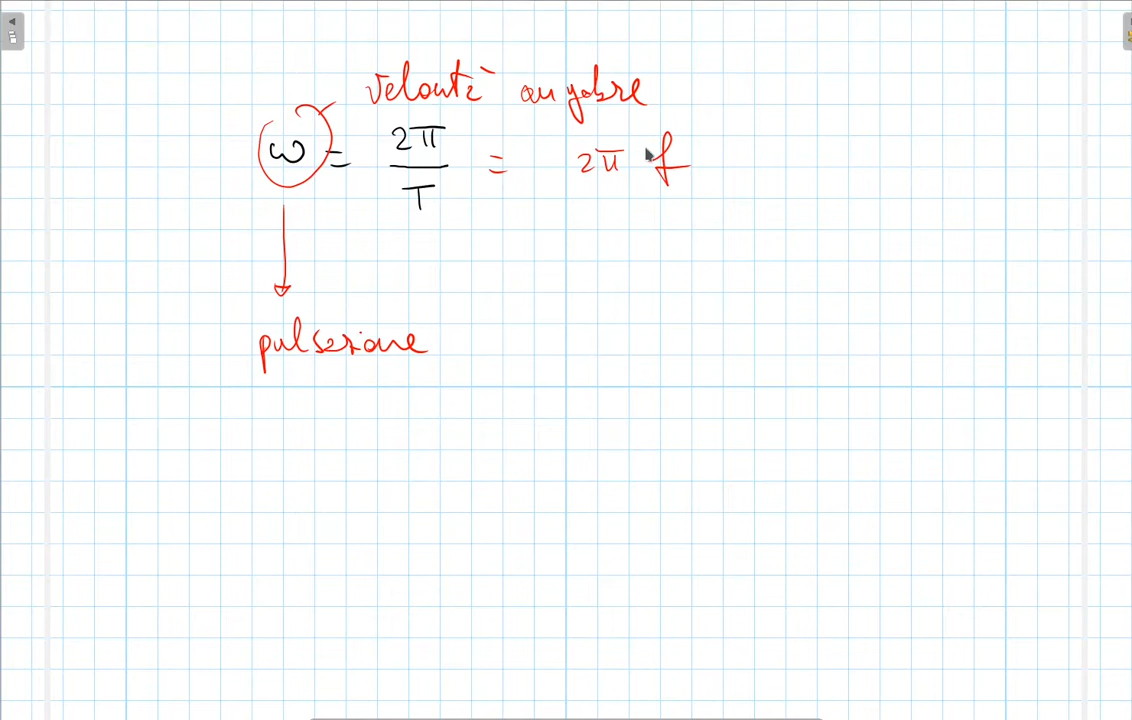 velocità angolare
ω = 2π/T = 2π f
pulsazione